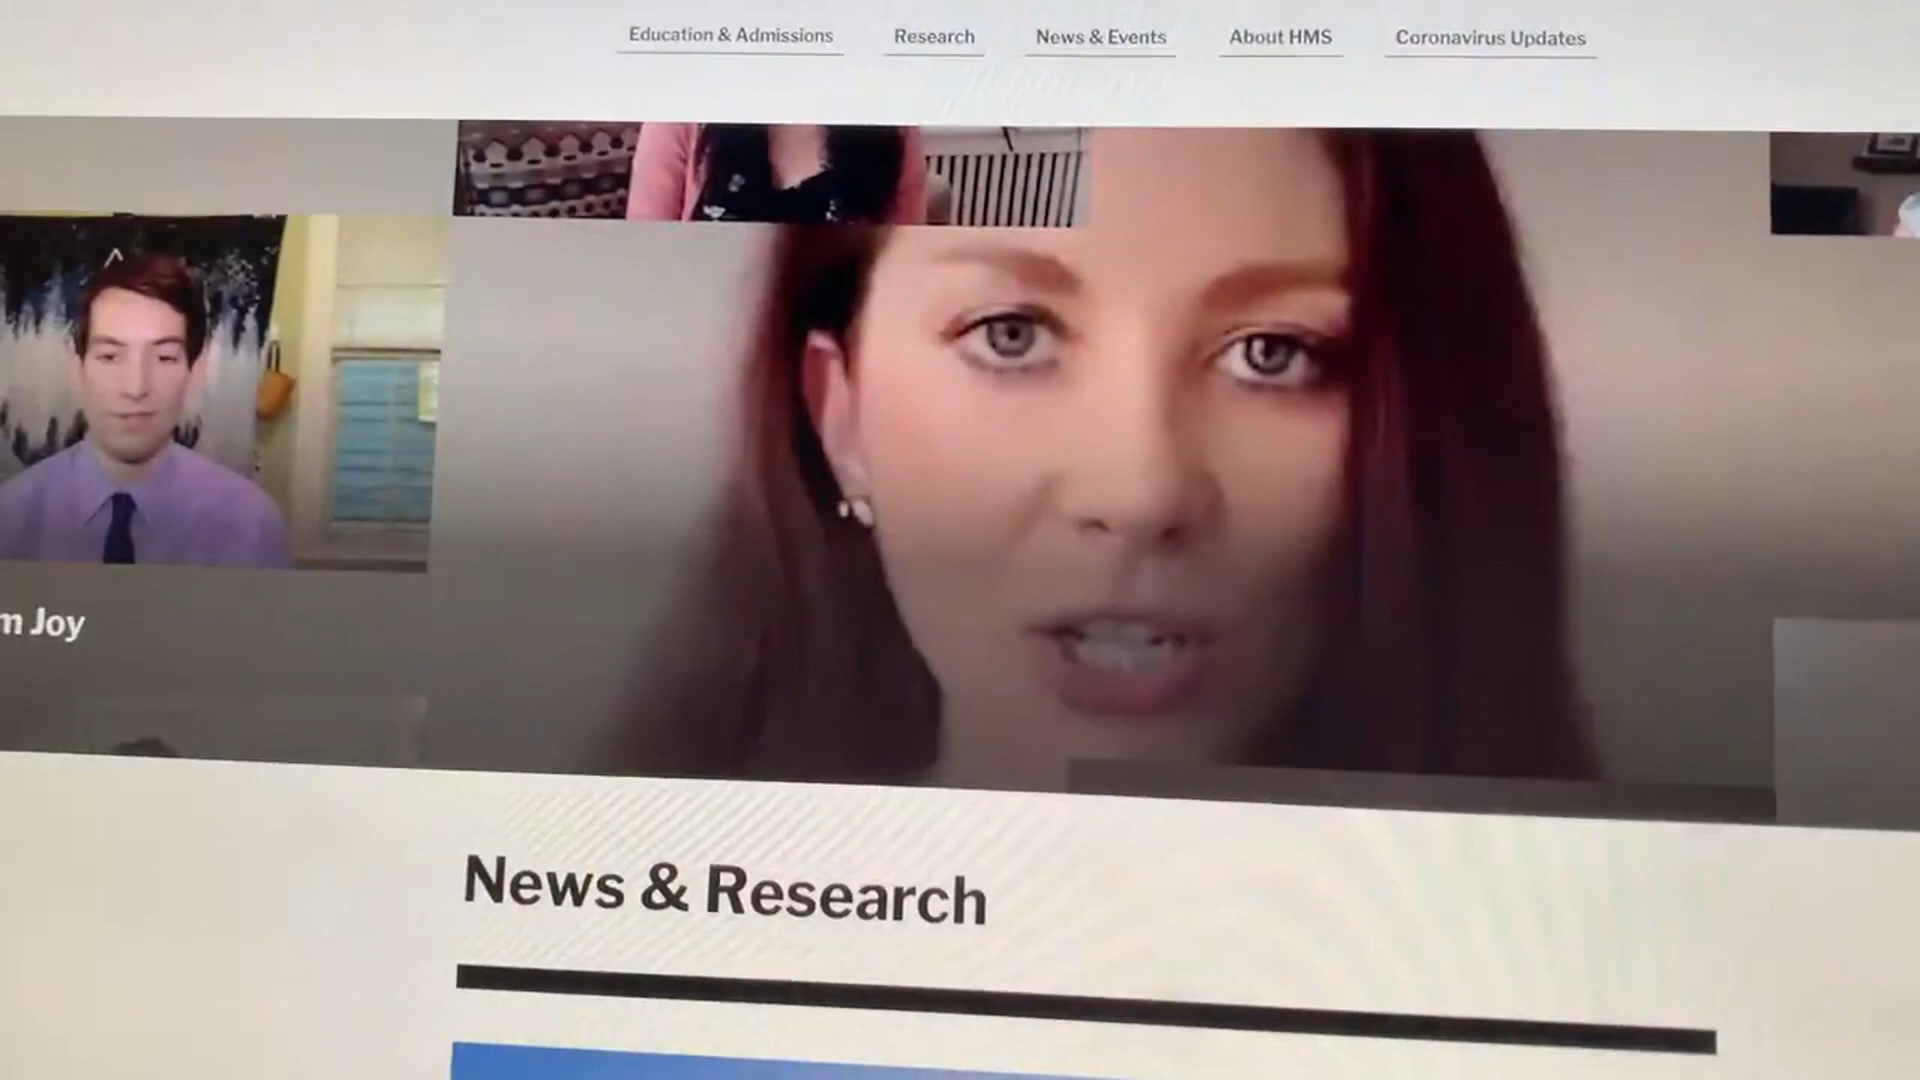 Education & Admissions
Research
News & Events
About HMS
Coronavirus Updates
m Joy
News & Research